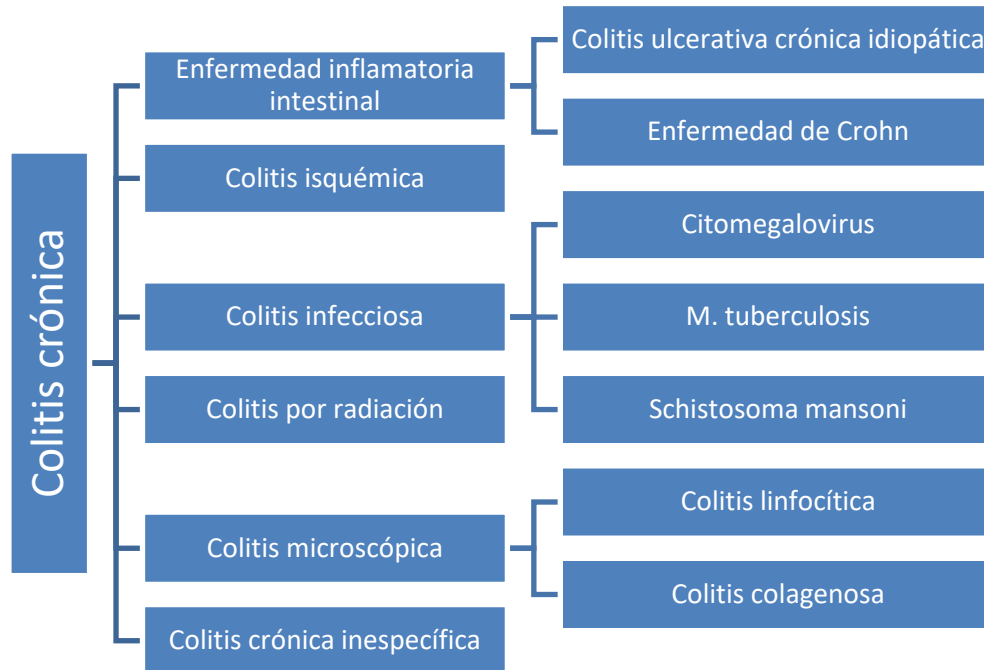 Colitis crónica
Enfermedad inflamatoria
intestinal
Colitis ulcerativa crónica idiopática
Enfermedad de Crohn
Colitis isquémica
Colitis infecciosa
Citomegalovirus
M. tuberculosis
Schistosoma mansoni
Colitis por radiación
Colitis microscópica
Colitis linfocítica
Colitis colagenosa
Colitis crónica inespecífica